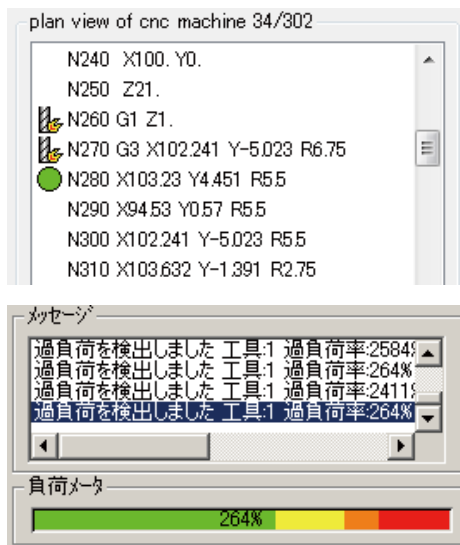 plan view of cnc machine 34/302
N240 X100. Y0.
N250 Z21.
N260 G1 Z1.
N270 G3 X102.241 Y-5.023 R6.75
N280 X103.23 Y4.451 R5.5
N290 X94.53 Y0.57 R5.5
N300 X102.241 Y-5.023 R5.5
N310 X103.632 Y-1.391 R2.75
メッセージ
過負荷を検出しました 工具:1 過負荷率:2584%
過負荷を検出しました 工具:1 過負荷率:264%
過負荷を検出しました 工具:1 過負荷率:2411%
過負荷を検出しました 工具:1 過負荷率:264%
負荷メータ
264%